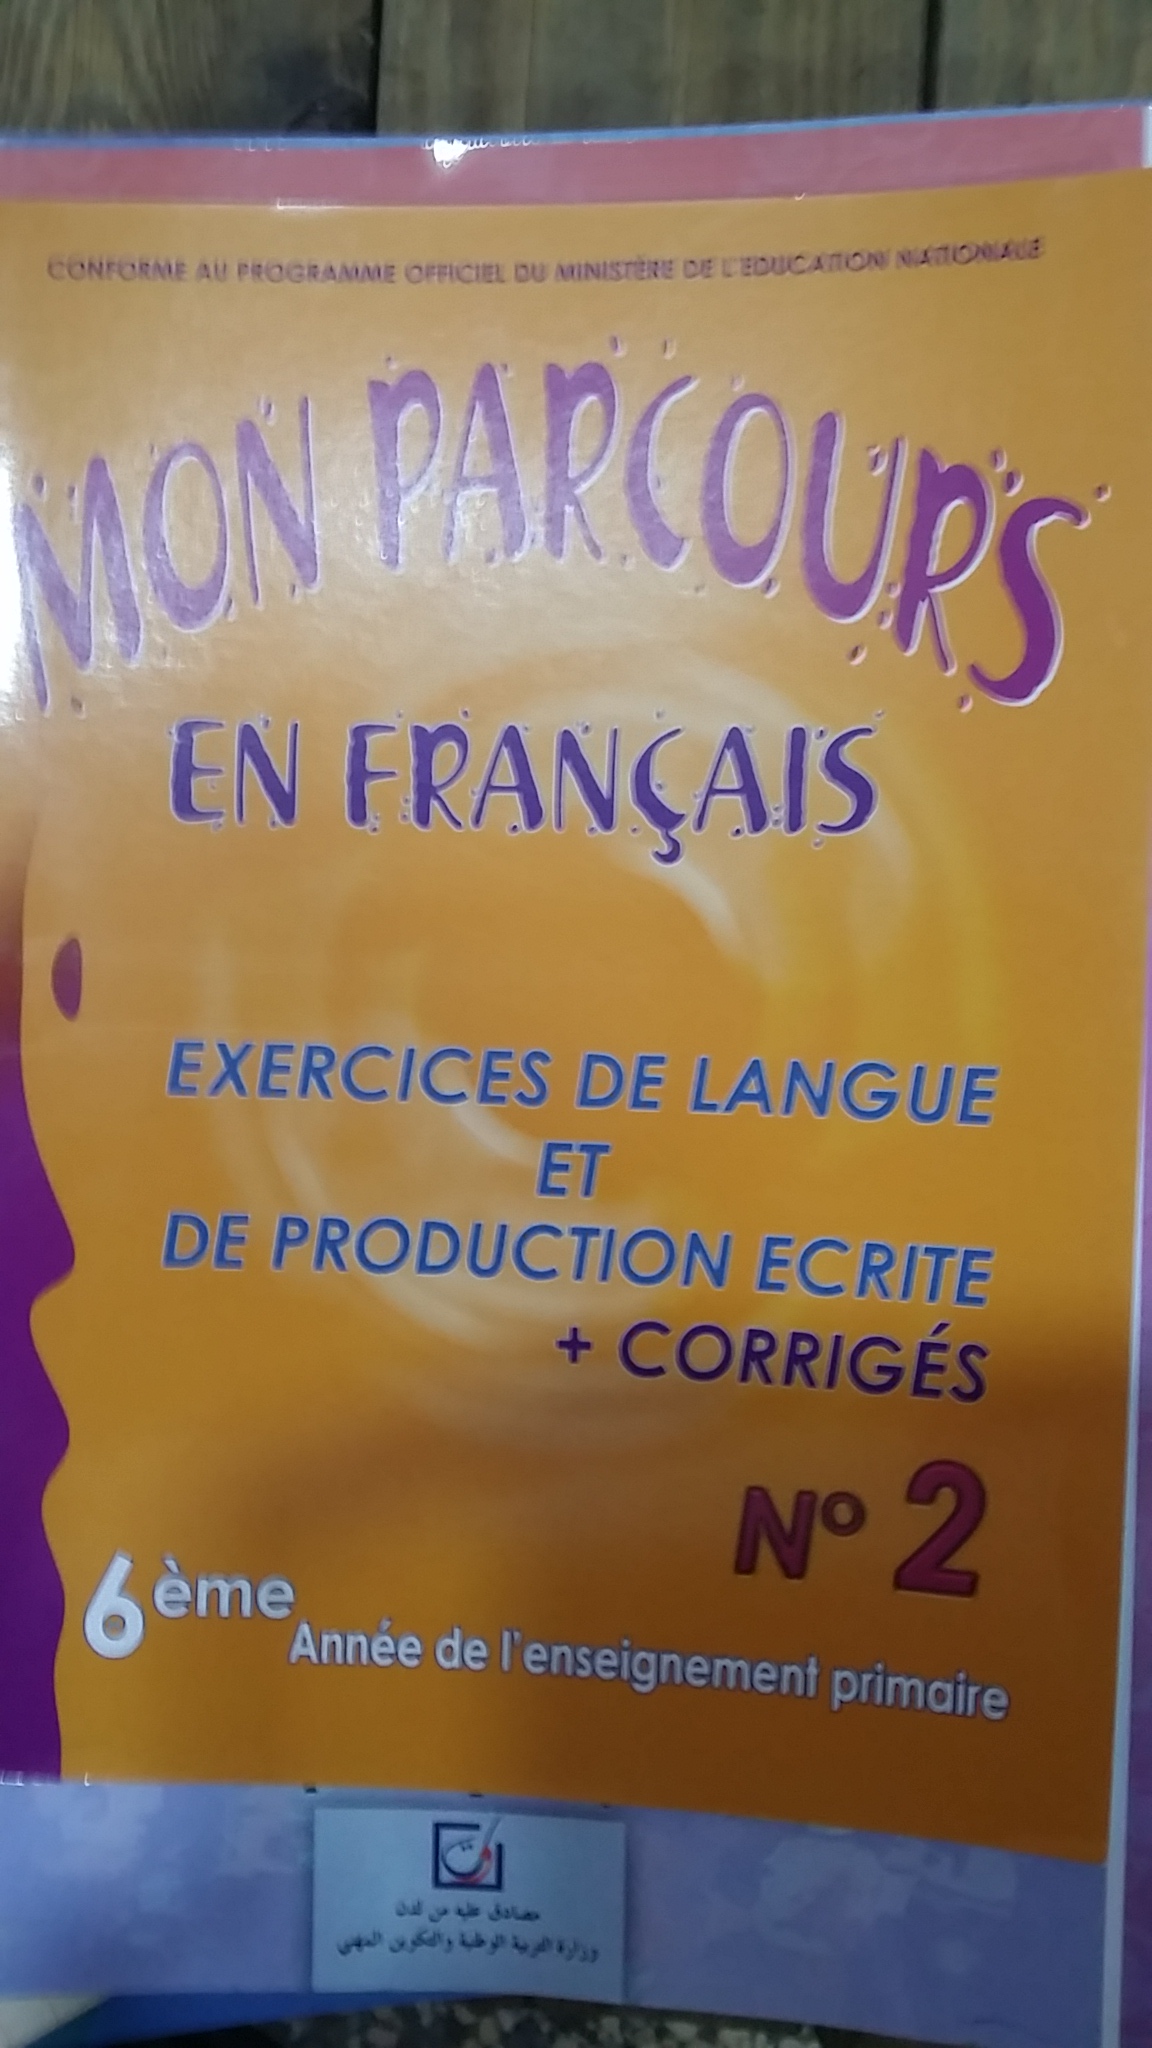 CONFORME AU PROGRAMME OFFICIEL DU MINISTÈRE DE L'EDUCATION NATIONALE
MON PARCOURS
EN FRANÇAIS
EXERCICES DE LANGUE
ET
DE PRODUCTION ECRITE
+ CORRIGÉS
N° 2
6ème
Année de l'enseignement primaire
مصادق عليه من لدن
وزارة التربية الوطنية والتكوين المهني